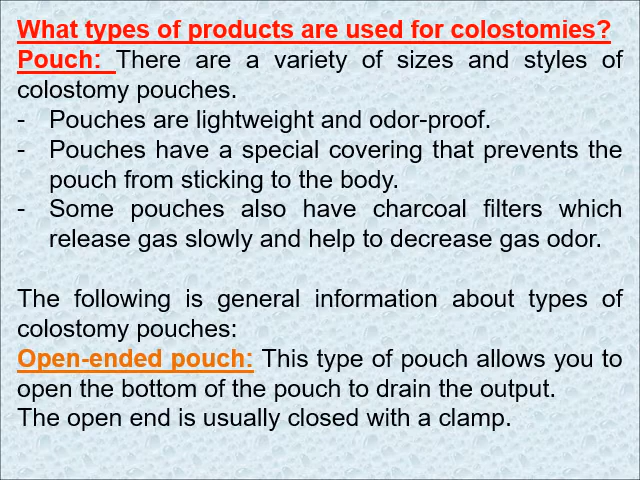 What types of products are used for colostomies?
Pouch: There are a variety of sizes and styles of
colostomy pouches.
- Pouches are lightweight and odor-proof.
- Pouches have a special covering that prevents the
pouch from sticking to the body.
- Some pouches also have charcoal filters which
release gas slowly and help to decrease gas odor.
The following is general information about types of
colostomy pouches:
Open-ended pouch: This type of pouch allows you to
open the bottom of the pouch to drain the output.
The open end is usually closed with a clamp.